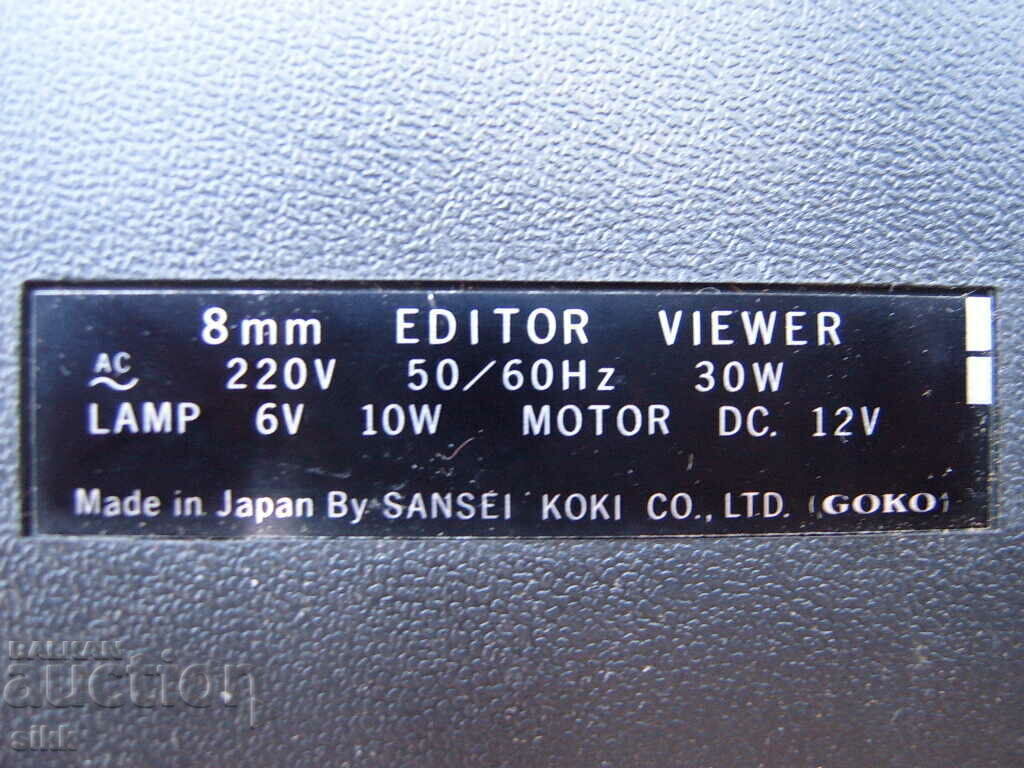 8mm EDITOR VIEWER
AC ~ 220V 50/60Hz 30W
LAMP 6V 10W MOTOR DC. 12V
Made in Japan By SANSEI KOKI CO., LTD. (GOKO)
BALKAN
auction
sikk